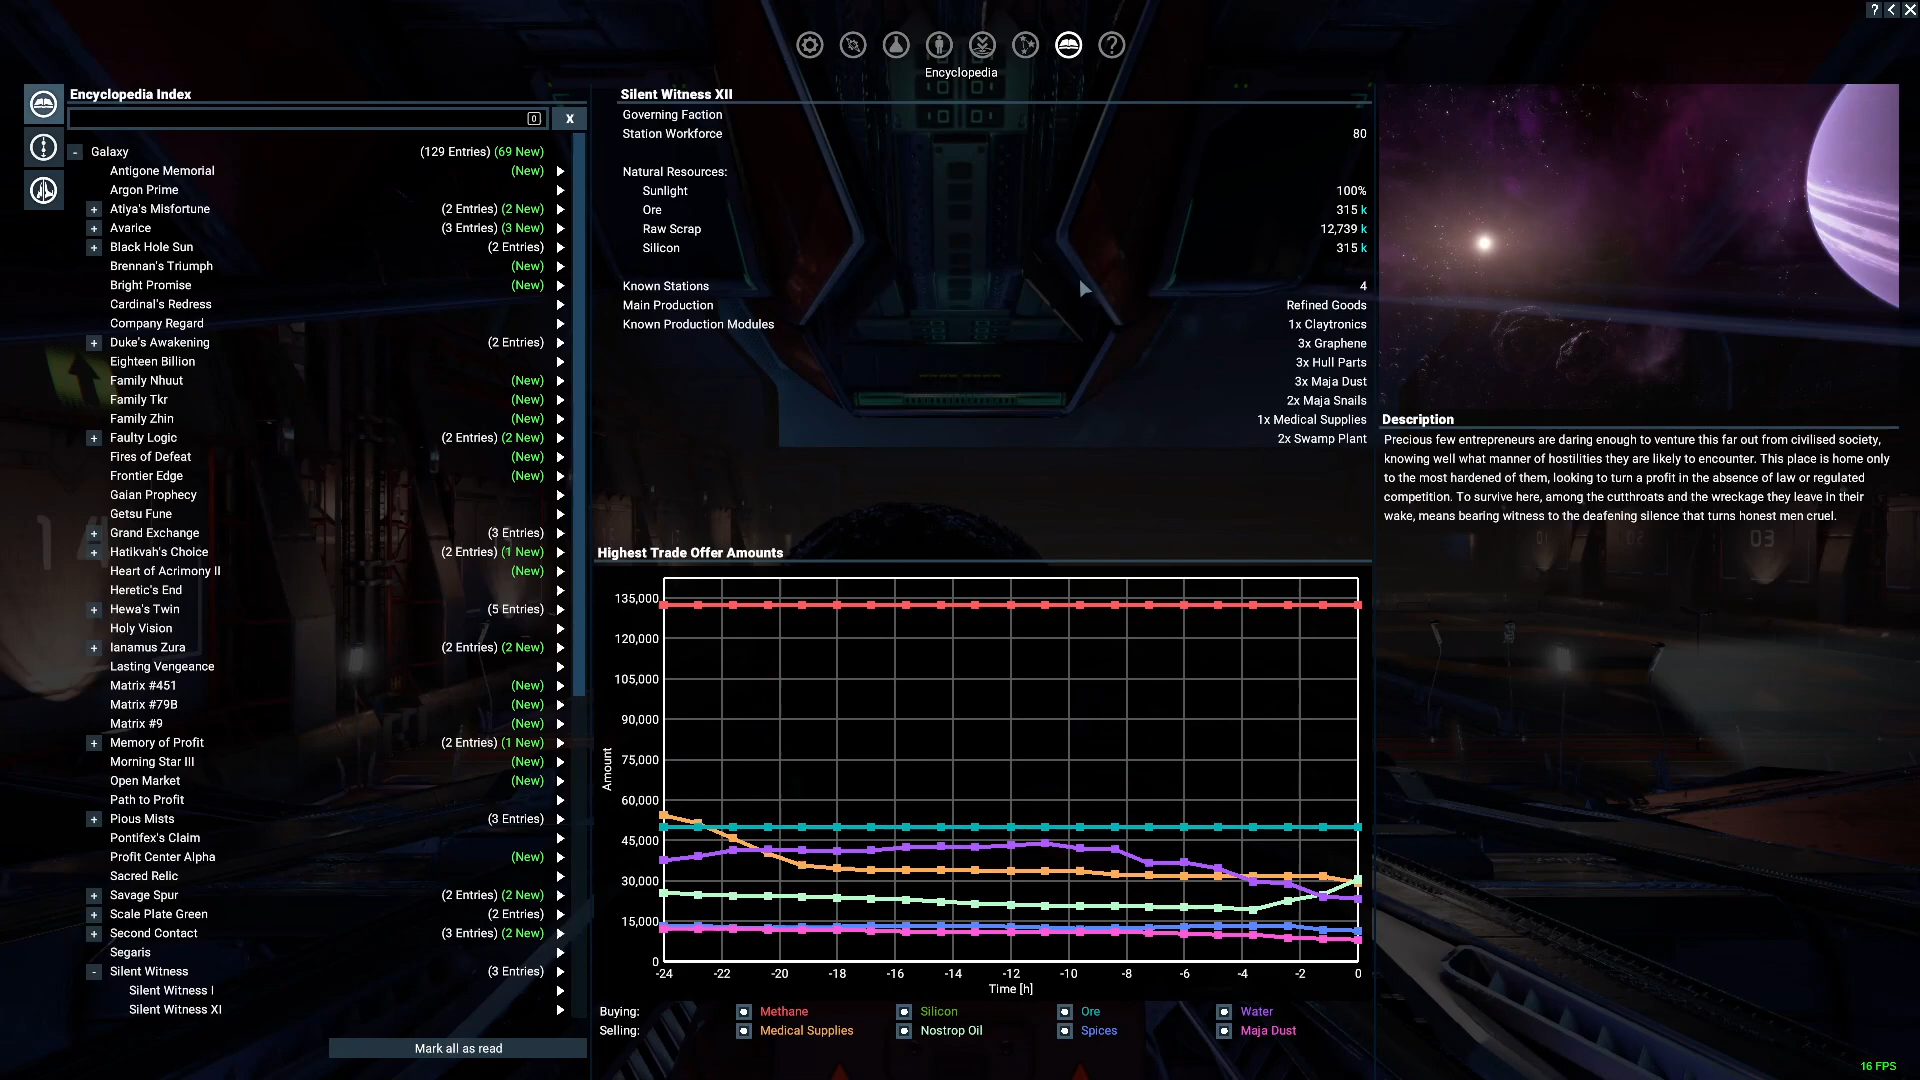 Encyclopedia
Encyclopedia Index
0
X
- Galaxy (129 Entries) (69 New)
Antigone Memorial (New)
Argon Prime
+ Atiya's Misfortune (2 Entries) (2 New)
+ Avarice (3 Entries) (3 New)
+ Black Hole Sun (2 Entries)
Brennan's Triumph (New)
Bright Promise (New)
Cardinal's Redress
Company Regard
+ Duke's Awakening (2 Entries)
Eighteen Billion
Family Nhuut (New)
Family Tkr (New)
Family Zhin (New)
+ Faulty Logic (2 Entries) (2 New)
Fires of Defeat (New)
Frontier Edge (New)
Gaian Prophecy
Getsu Fune
+ Grand Exchange (3 Entries)
+ Hatikvah's Choice (2 Entries) (1 New)
Heart of Acrimony II (New)
Heretic's End
+ Hewa's Twin (5 Entries)
Holy Vision
+ Ianamus Zura (2 Entries) (2 New)
Lasting Vengeance
Matrix #451 (New)
Matrix #79B (New)
Matrix #9 (New)
+ Memory of Profit (2 Entries) (1 New)
Morning Star III (New)
Open Market (New)
Path to Profit
+ Pious Mists (3 Entries)
Pontifex's Claim
Profit Center Alpha (New)
Sacred Relic
+ Savage Spur (2 Entries) (2 New)
+ Scale Plate Green (2 Entries)
+ Second Contact (3 Entries) (2 New)
Segaris
- Silent Witness (3 Entries)
Silent Witness I
Silent Witness XI
Mark all as read
Silent Witness XII
Governing Faction
Station Workforce 80
Natural Resources:
Sunlight 100%
Ore 315 k
Raw Scrap 12,739 k
Silicon 315 k
Known Stations 4
Main Production Refined Goods
Known Production Modules 1x Claytronics
3x Graphene
3x Hull Parts
3x Maja Dust
2x Maja Snails
1x Medical Supplies
2x Swamp Plant
Highest Trade Offer Amounts
135,000
120,000
105,000
90,000
75,000
60,000
45,000
30,000
15,000
0
Amount
-24 -22 -20 -18 -16 -14 -12 -10 -8 -6 -4 -2 0
Time [h]
Buying: Methane Silicon Ore Water
Selling: Medical Supplies Nostrop Oil Spices Maja Dust
Description
Precious few entrepreneurs are daring enough to venture this far out from civilised society,
knowing well what manner of hostilities they are likely to encounter. This place is home only
to the most hardened of them, looking to turn a profit in the absence of law or regulated
competition. To survive here, among the cutthroats and the wreckage they leave in their
wake, means bearing witness to the deafening silence that turns honest men cruel.
14
01
02
03
16 FPS